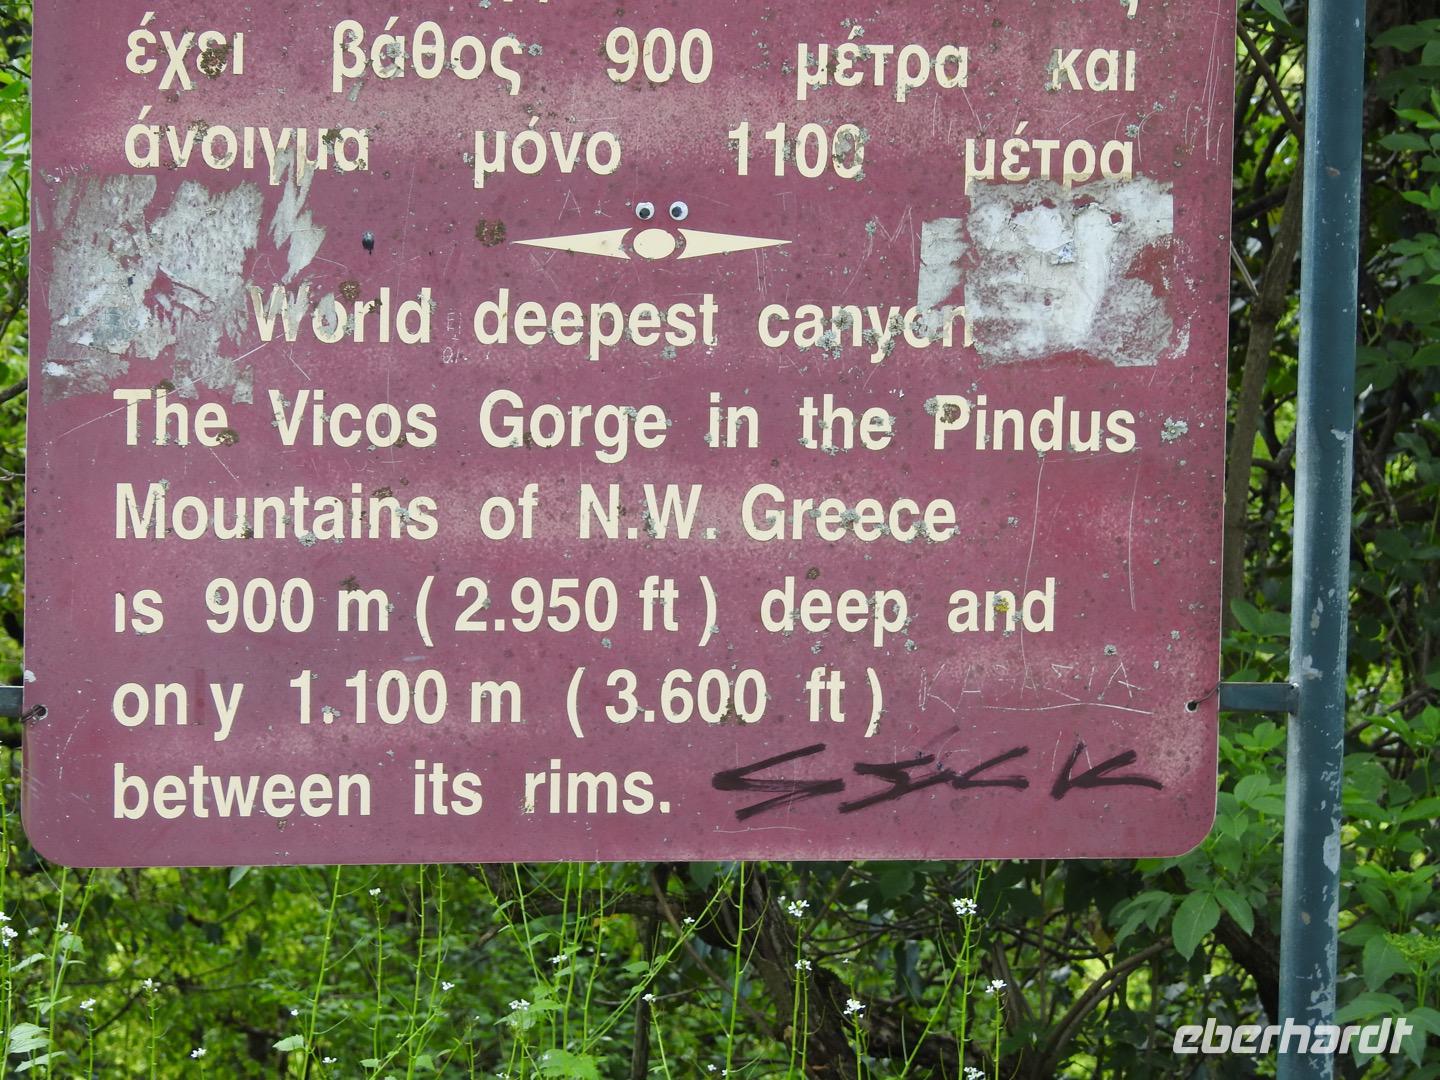 έχει βάθος 900 μέτρα και
άνοιγμα μόνο 1100 μέτρα
World deepest canyon
The Vicos Gorge in the Pindus
Mountains of N.W. Greece
is 900 m ( 2.950 ft ) deep and
on y 1.100 m ( 3.600 ft )
between its rims.
eberhardt